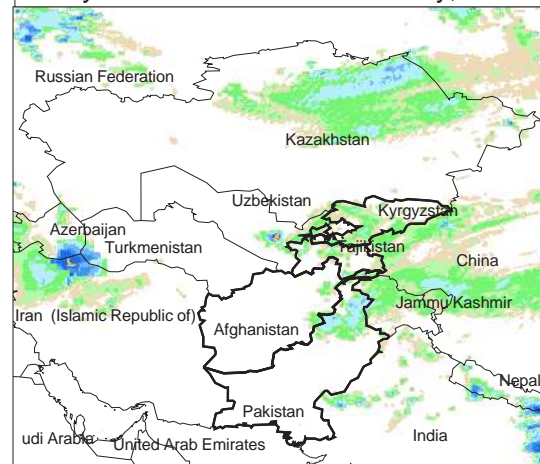 Russian Federation
Kazakhstan
Uzbekistan
Kyrgyzstan
Azerbaijan
Turkmenistan
Tajikistan
China
Iran (Islamic Republic of)
Jammu/Kashmir
Afghanistan
Nepal
Pakistan
udi Arabia
United Arab Emirates
India